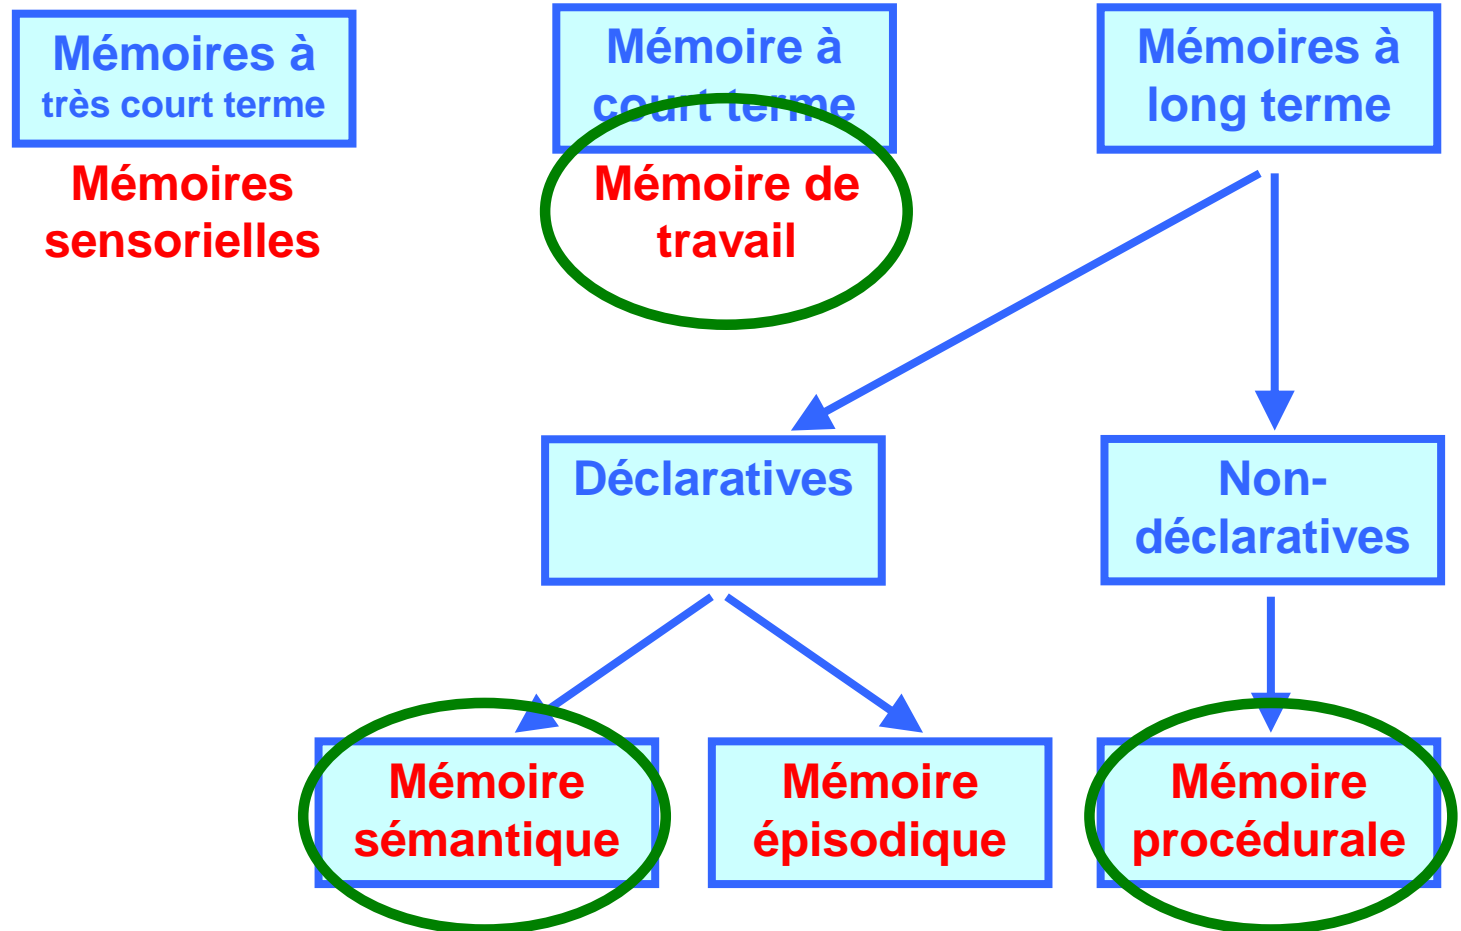 Mémoires à
très court terme
Mémoires
sensorielles
Mémoire à
court terme
Mémoire de
travail
Mémoires à
long terme
Déclaratives
Non-
déclaratives
Mémoire
sémantique
Mémoire
épisodique
Mémoire
procédurale